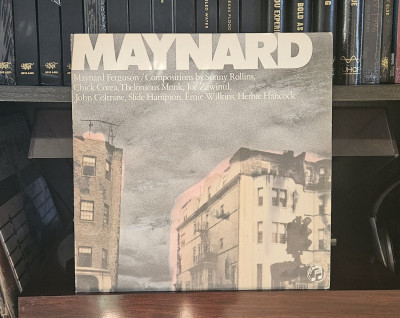 MAYNARD
Maynard Ferguson/Compositions by Sonny Rollins,
Chick Corea, Thelonious Monk, Joe Zawinul,
John Coltrane, Slide Hampton, Ernie Wilkins, Herbie Hancock